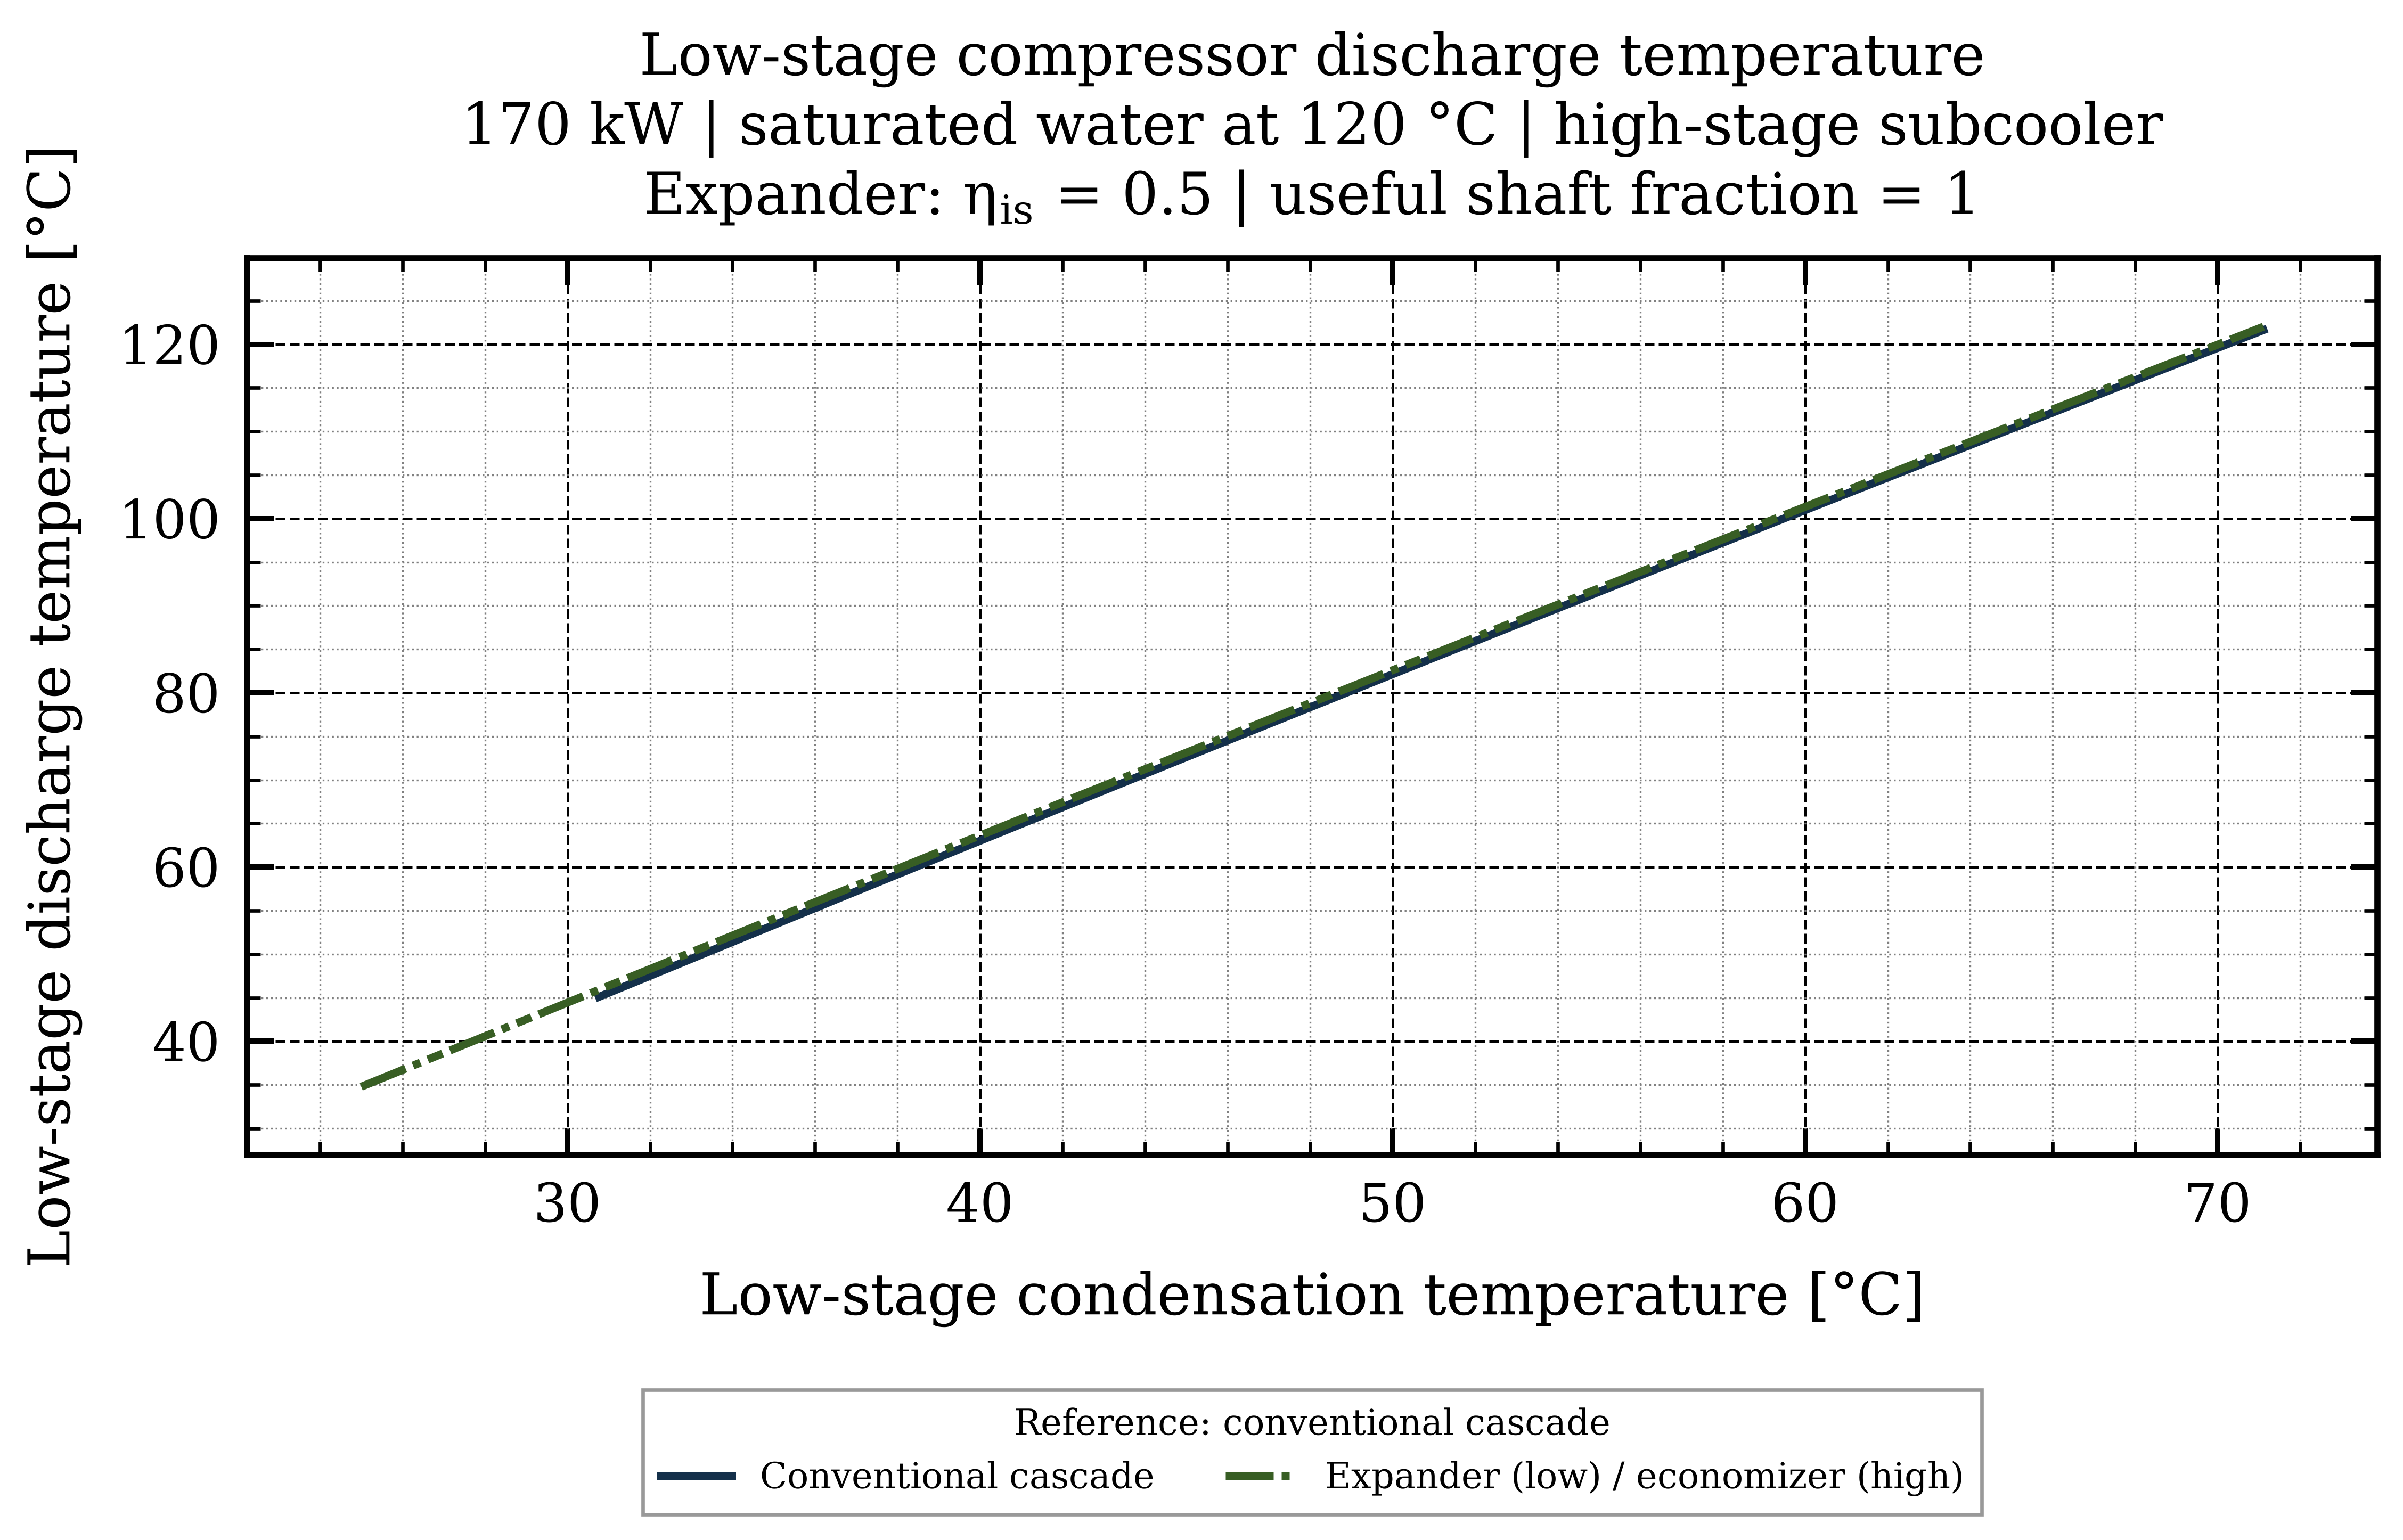 Low-stage compressor discharge temperature
170 kW | saturated water at 120 °C | high-stage subcooler
Expander: ηis = 0.5 | useful shaft fraction = 1
Low-stage discharge temperature [°C]
120
100
80
60
40
30 40 50 60 70
Low-stage condensation temperature [°C]
Reference: conventional cascade
Conventional cascade
Expander (low) / economizer (high)